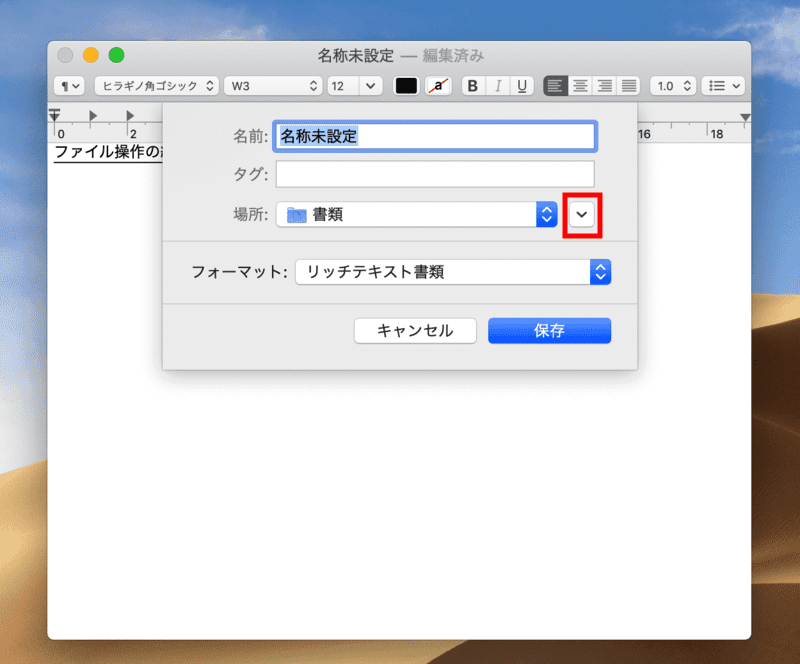 名称未設定 — 編集済み
¶ ヒラギノ角ゴシック W3 12 a B I U 1.0
0 2 16 18
ファイル操作の
名前: 名称未設定
タグ:
場所: 書類
フォーマット: リッチテキスト書類
キャンセル 保存